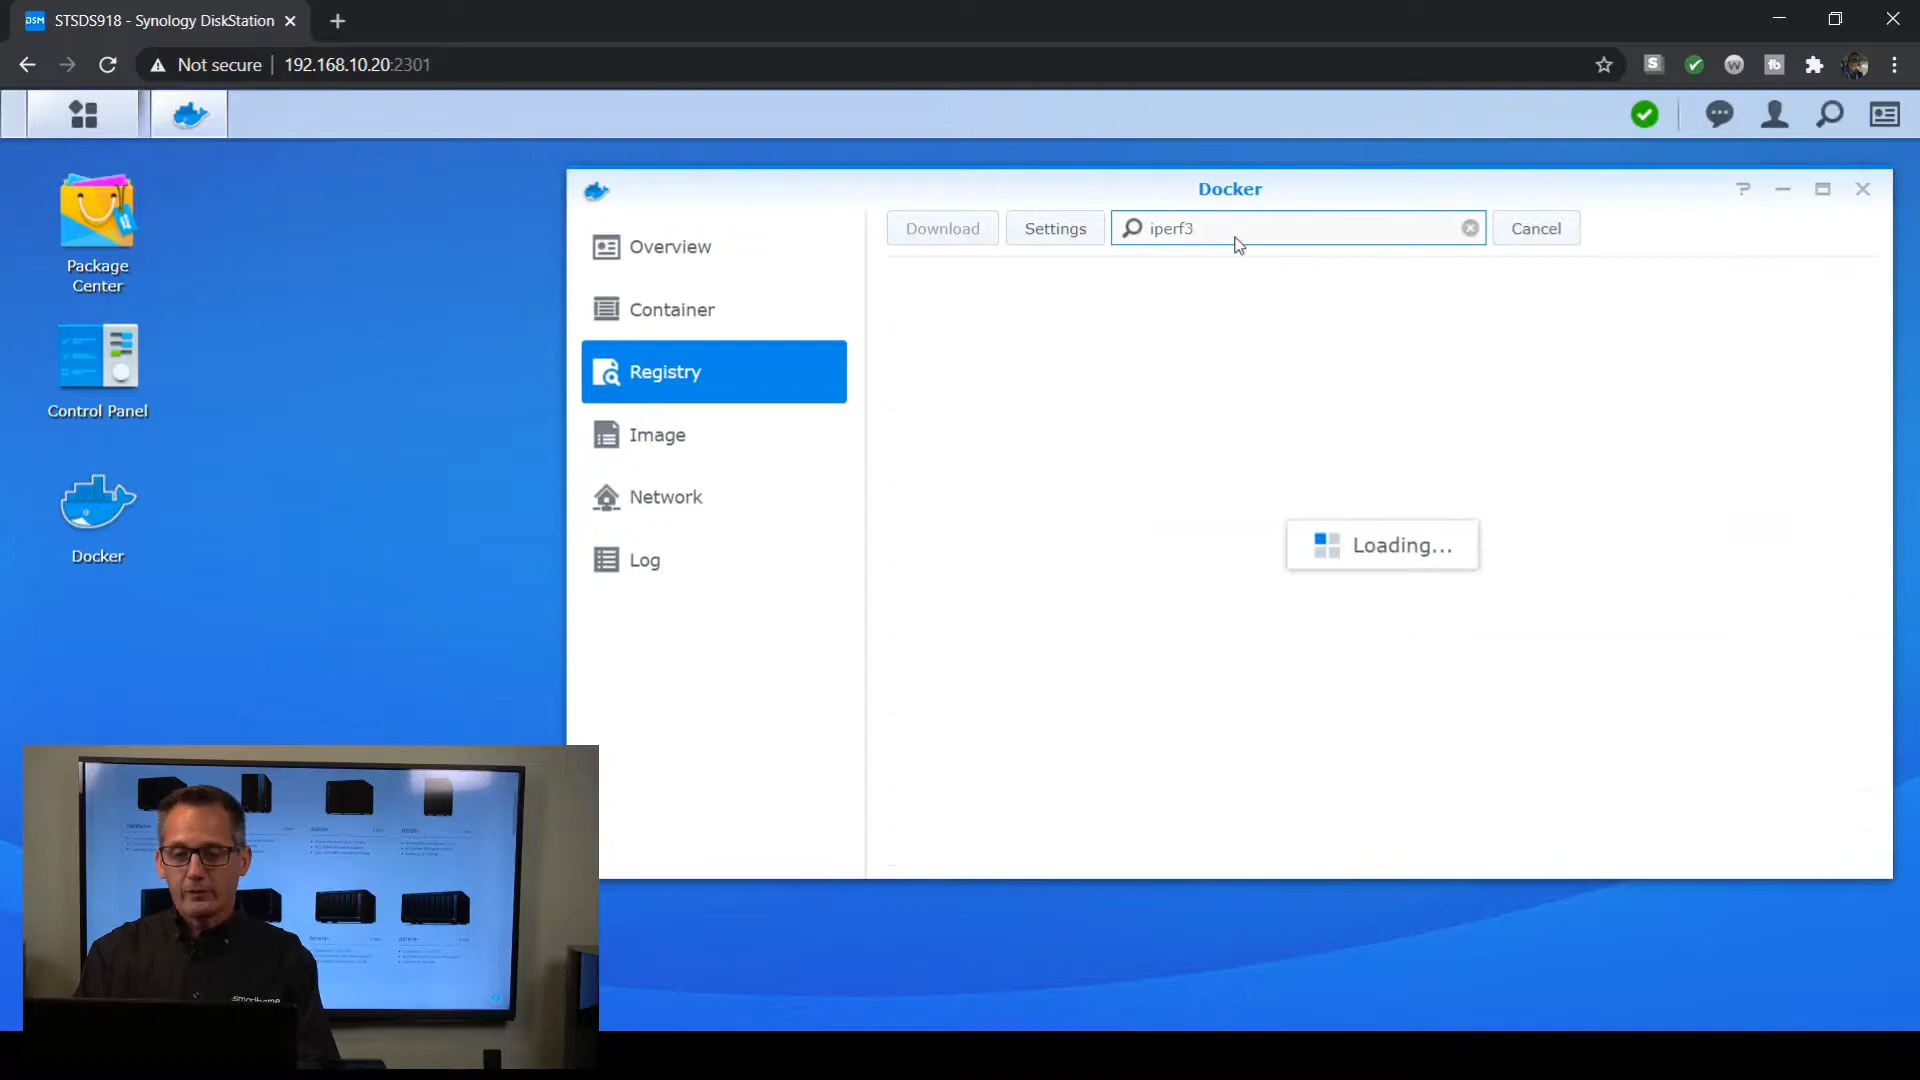 STSDS918 - Synology DiskStation
Not secure
192.168.10.20:2301
Docker
Download
Settings
iperf3
Cancel
Overview
Container
Registry
Image
Network
Log
Loading...
Package
Center
Control Panel
Docker